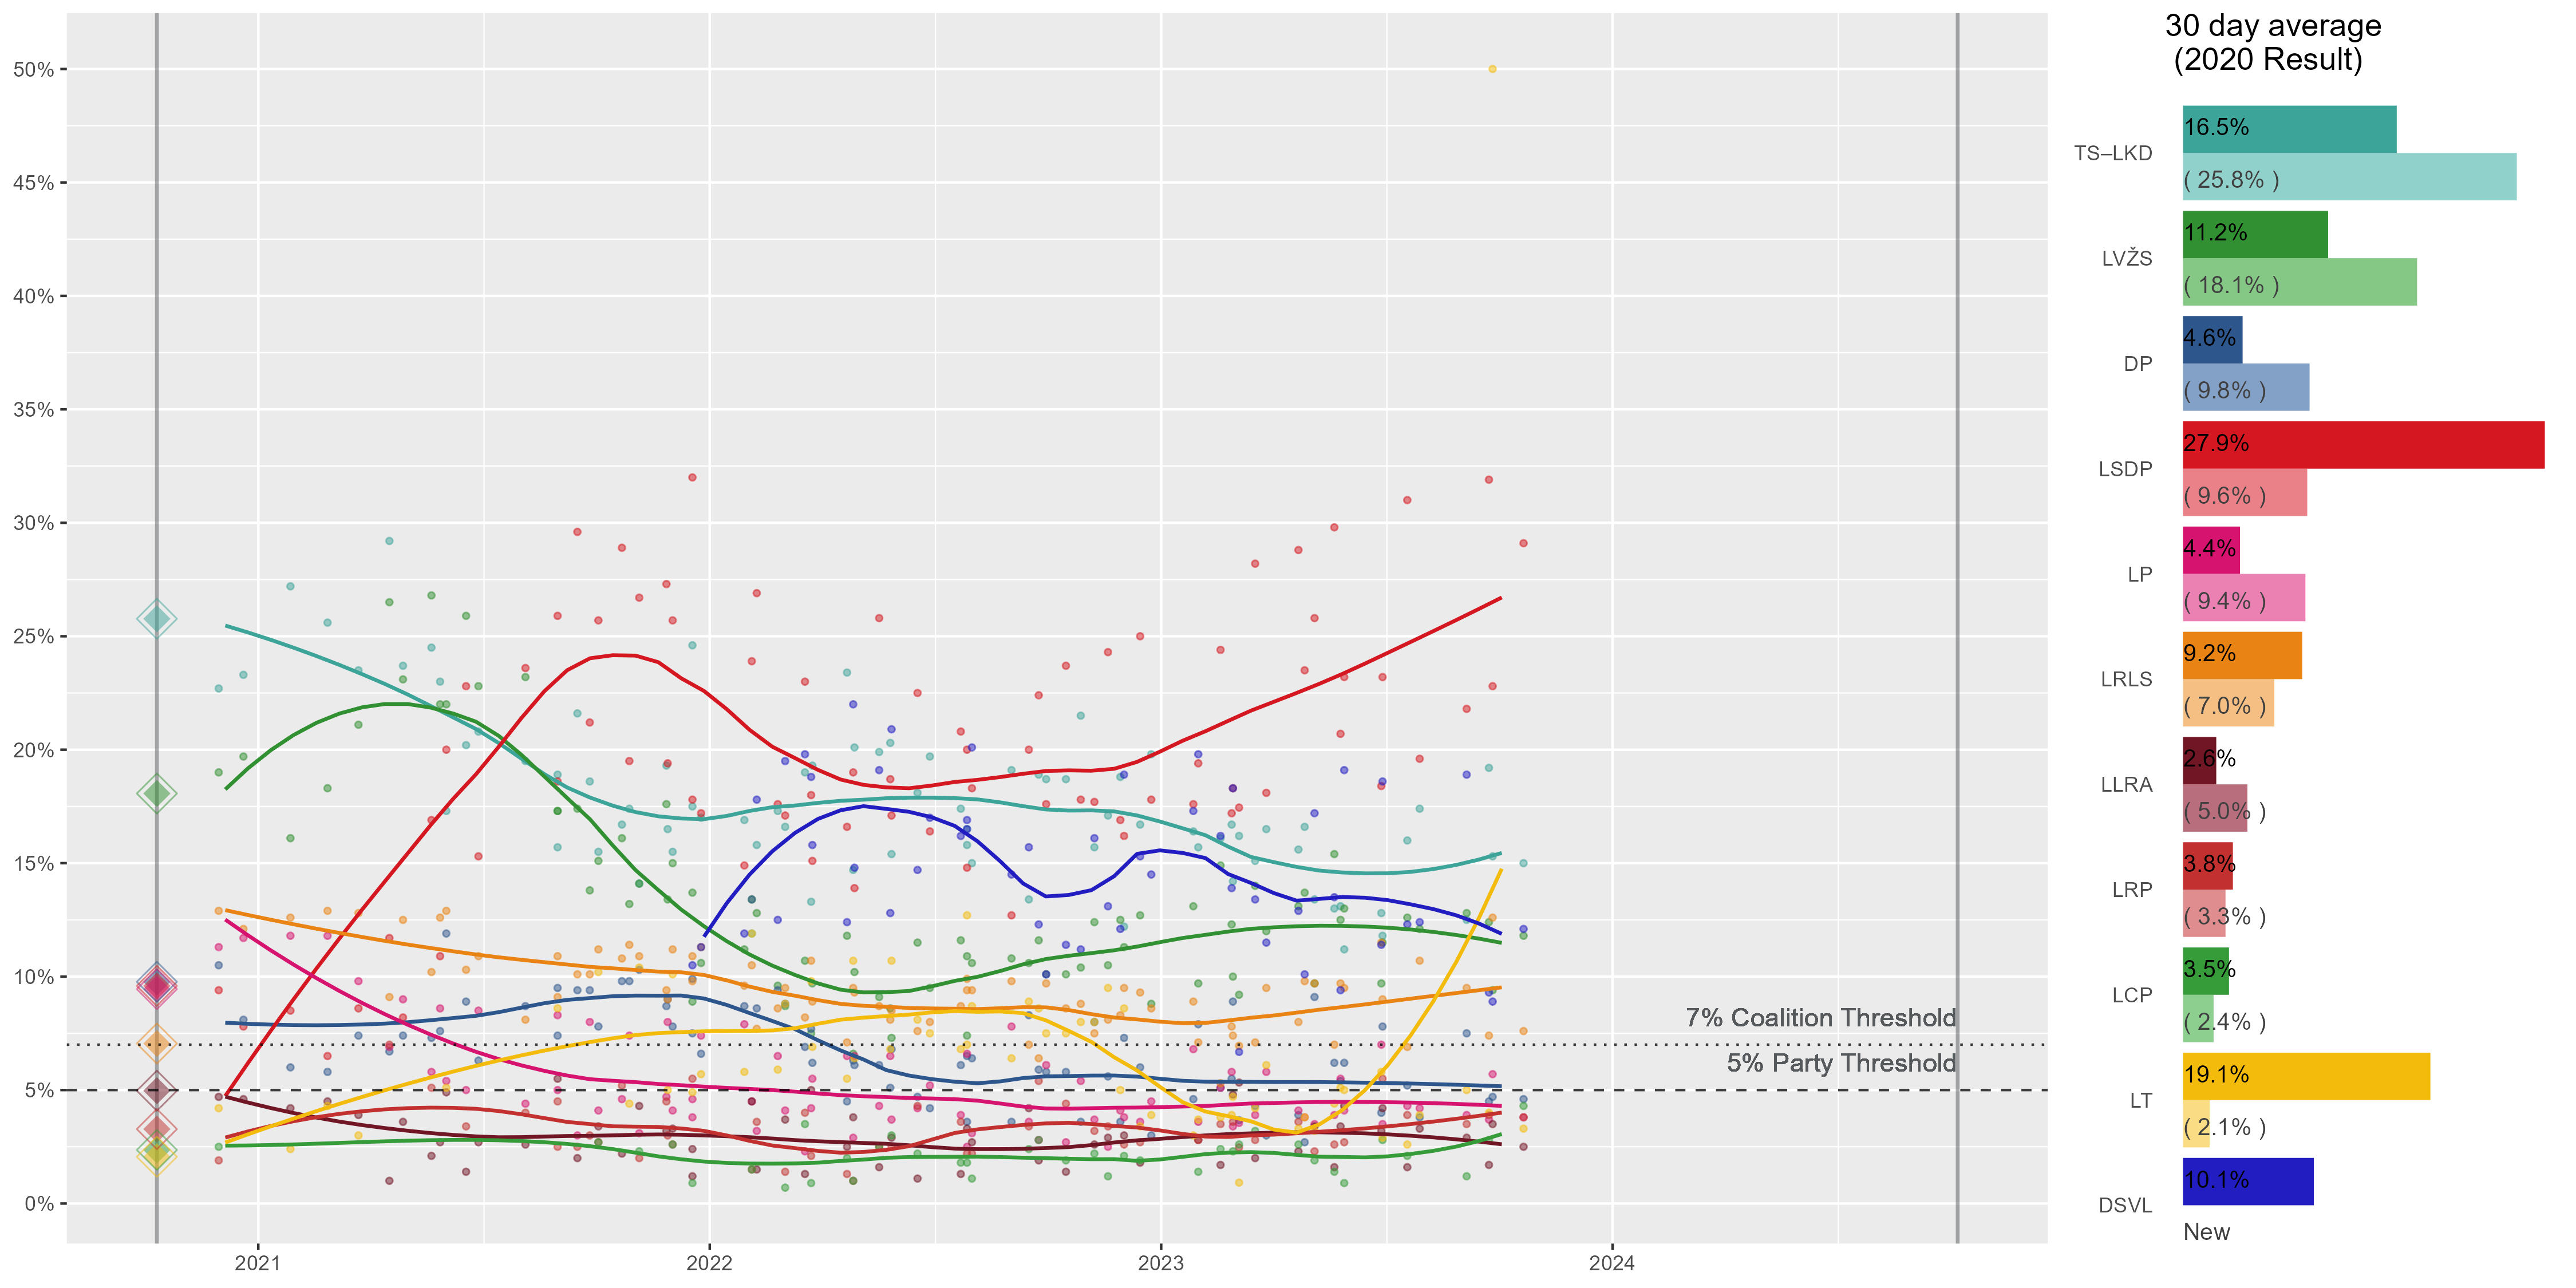 50%
45%
40%
35%
30%
25%
20%
15%
10%
5%
0%
2021
2022
2023
2024
7% Coalition Threshold
5% Party Threshold
30 day average
(2020 Result)
TS–LKD
16.5%
( 25.8% )
LVŽS
11.2%
( 18.1% )
DP
4.6%
( 9.8% )
LSDP
27.9%
( 9.6% )
LP
4.4%
( 9.4% )
LRLS
9.2%
( 7.0% )
LLRA
2.6%
( 5.0% )
LRP
3.8%
( 3.3% )
LCP
3.5%
( 2.4% )
LT
19.1%
( 2.1% )
DSVL
10.1%
New